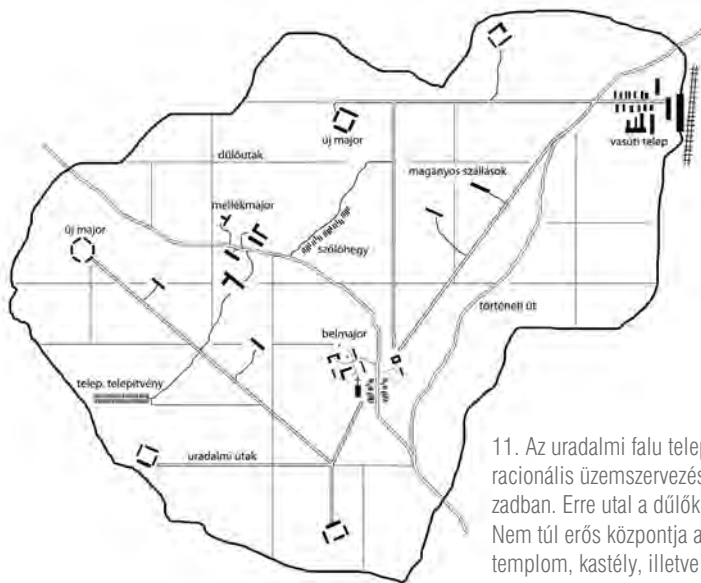 új major
vasúti telep
dűlőutak
magányos szállások
mellékmajor
szőlőhegy
új major
történeti út
belmajor
telep, telepítvény
uradalmi utak
11. Az uradalmi falu telep
racionális üzemszervezés
zadban. Erre utal a dűlők
Nem túl erős központja a
templom, kastély, illetve